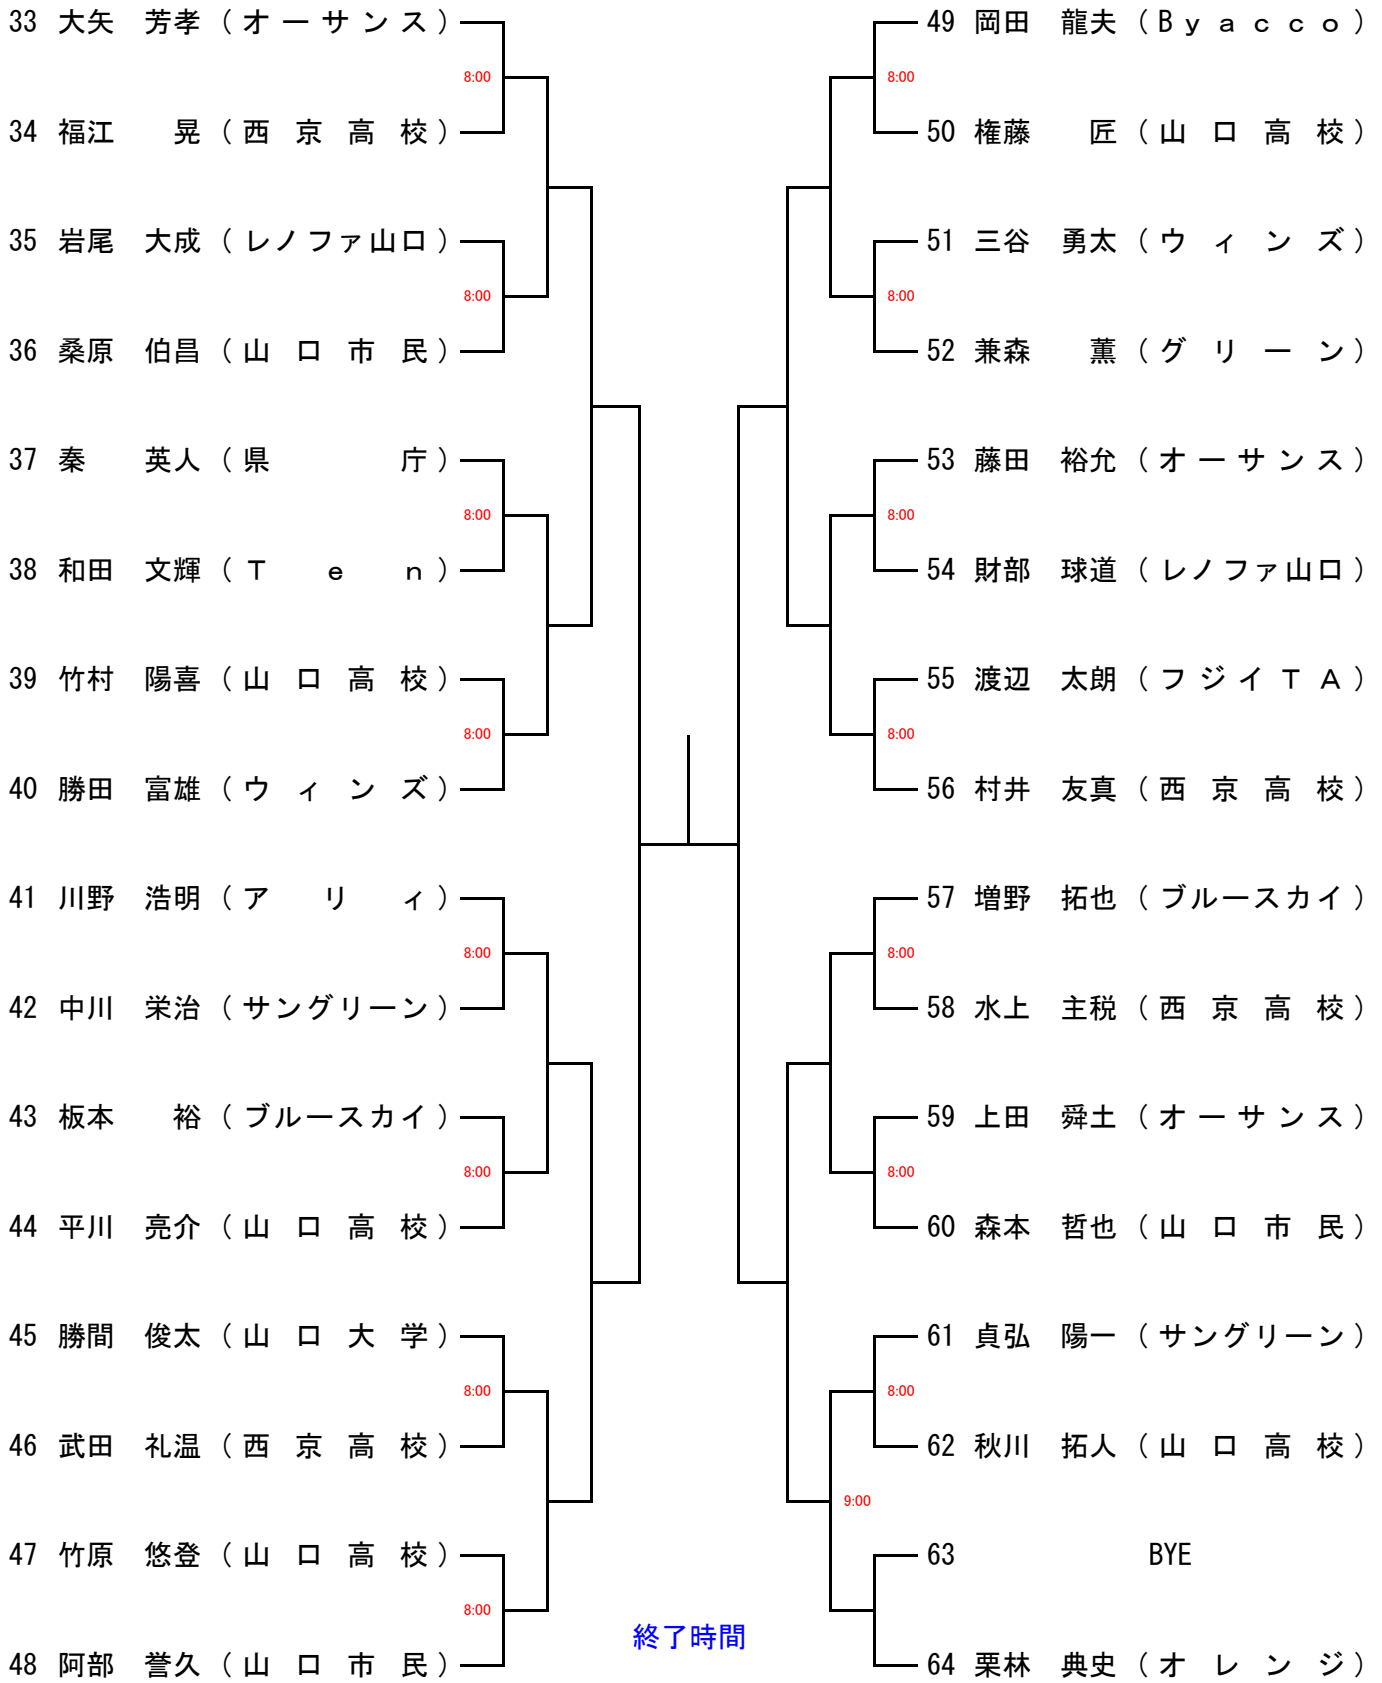 33 大矢 芳孝 (オーサンス)
8:00
34 福江 晃 (西京高校)
35 岩尾 大成 (レノファ山口)
8:00
36 桑原 伯昌 (山口市民)
37 秦 英人 (県庁)
8:00
38 和田 文輝 (Ten)
39 竹村 陽喜 (山口高校)
8:00
40 勝田 富雄 (ウィンズ)
41 川野 浩明 (アリィ)
8:00
42 中川 栄治 (サングリーン)
43 板本 裕 (ブルースカイ)
8:00
44 平川 亮介 (山口高校)
45 勝間 俊太 (山口大学)
8:00
46 武田 礼温 (西京高校)
47 竹原 悠登 (山口高校)
8:00
48 阿部 誉久 (山口市民)
49 岡田 龍夫 (Byacco)
8:00
50 権藤 匠 (山口高校)
51 三谷 勇太 (ウィンズ)
8:00
52 兼森 薫 (グリーン)
53 藤田 裕允 (オーサンス)
8:00
54 財部 球道 (レノファ山口)
55 渡辺 太朗 (フジイTA)
8:00
56 村井 友真 (西京高校)
57 増野 拓也 (ブルースカイ)
8:00
58 水上 主税 (西京高校)
59 上田 舜土 (オーサンス)
8:00
60 森本 哲也 (山口市民)
61 貞弘 陽一 (サングリーン)
8:00
62 秋川 拓人 (山口高校)
9:00
63 BYE
64 栗林 典史 (オレンジ)
終了時間